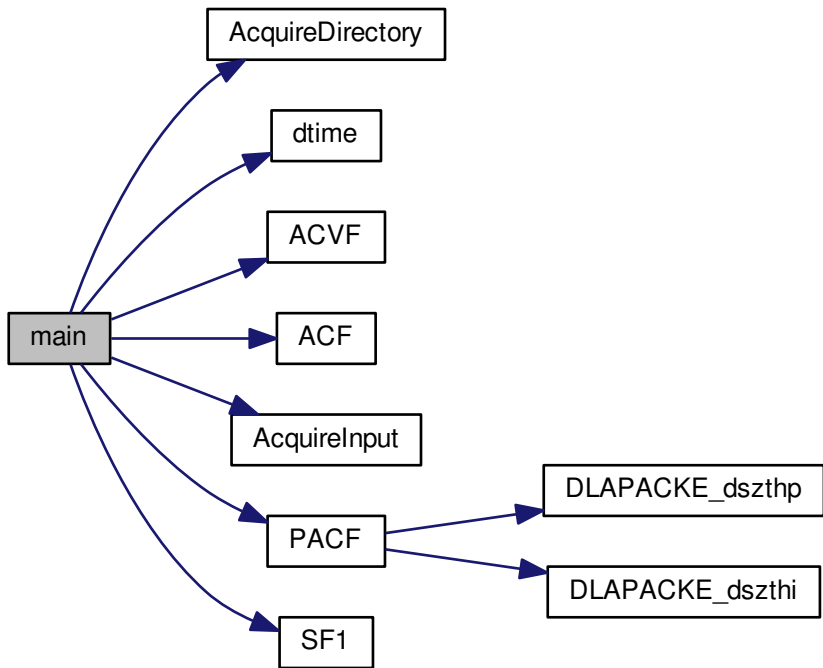 AcquireDirectory
dtime
ACVF
main
ACF
AcquireInput
DLAPACKE_dszthp
PACF
DLAPACKE_dszthi
SF1